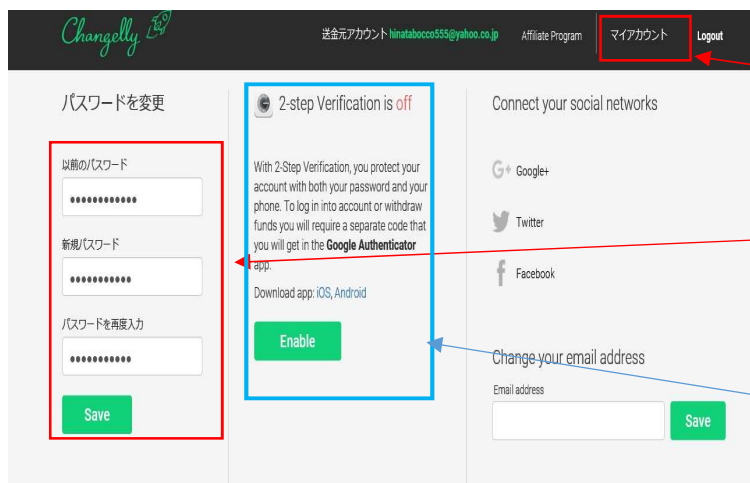 Changelly
送金元アカウント hinatabocco555@yahoo.co.jp Affiliate Program マイアカウント Logout
パスワードを変更
以前のパスワード
••••••••••••
新規パスワード
•••••••••••
パスワードを再度入力
•••••••••••
Save
2-step Verification is off
With 2-Step Verification, you protect your
account with both your password and your
phone. To log in into account or withdraw
funds you will require a separate code that
you will get in the Google Authenticator
app.
Download app: iOS, Android
Enable
Connect your social networks
G+ Google+
Twitter
f Facebook
Change your email address
Email address
Save